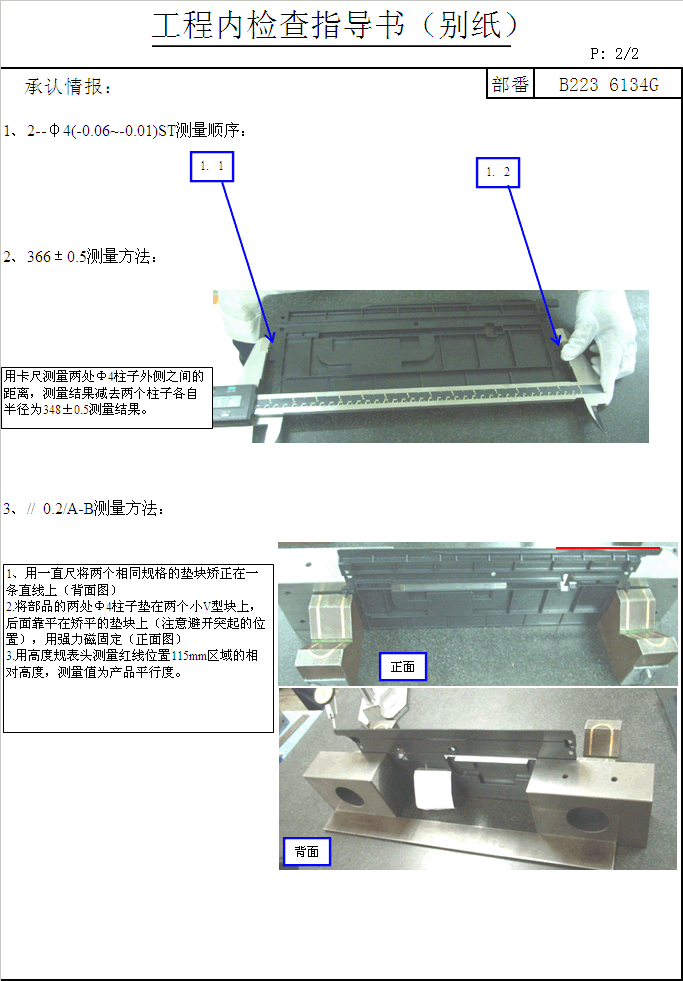 工程内检查指导书（别纸）
P: 2/2
承认情报：
部番
B223 6134G
1、2--Φ4(-0.06~-0.01)ST测量顺序：
1. 1
1. 2
2、366±0.5测量方法：
用卡尺测量两处Φ4柱子外侧之间的
距离，测量结果减去两个柱子各自
半径为348±0.5测量结果。
3、// 0.2/A-B测量方法：
1、用一直尺将两个相同规格的垫块矫正在一
条直线上（背面图）
2.将部品的两处Φ4柱子垫在两个小V型块上，
后面靠平在矫平的垫块上（注意避开突起的位
置），用强力磁固定（正面图）
3.用高度规表头测量红线位置115mm区域的相
对高度，测量值为产品平行度。
正面
背面